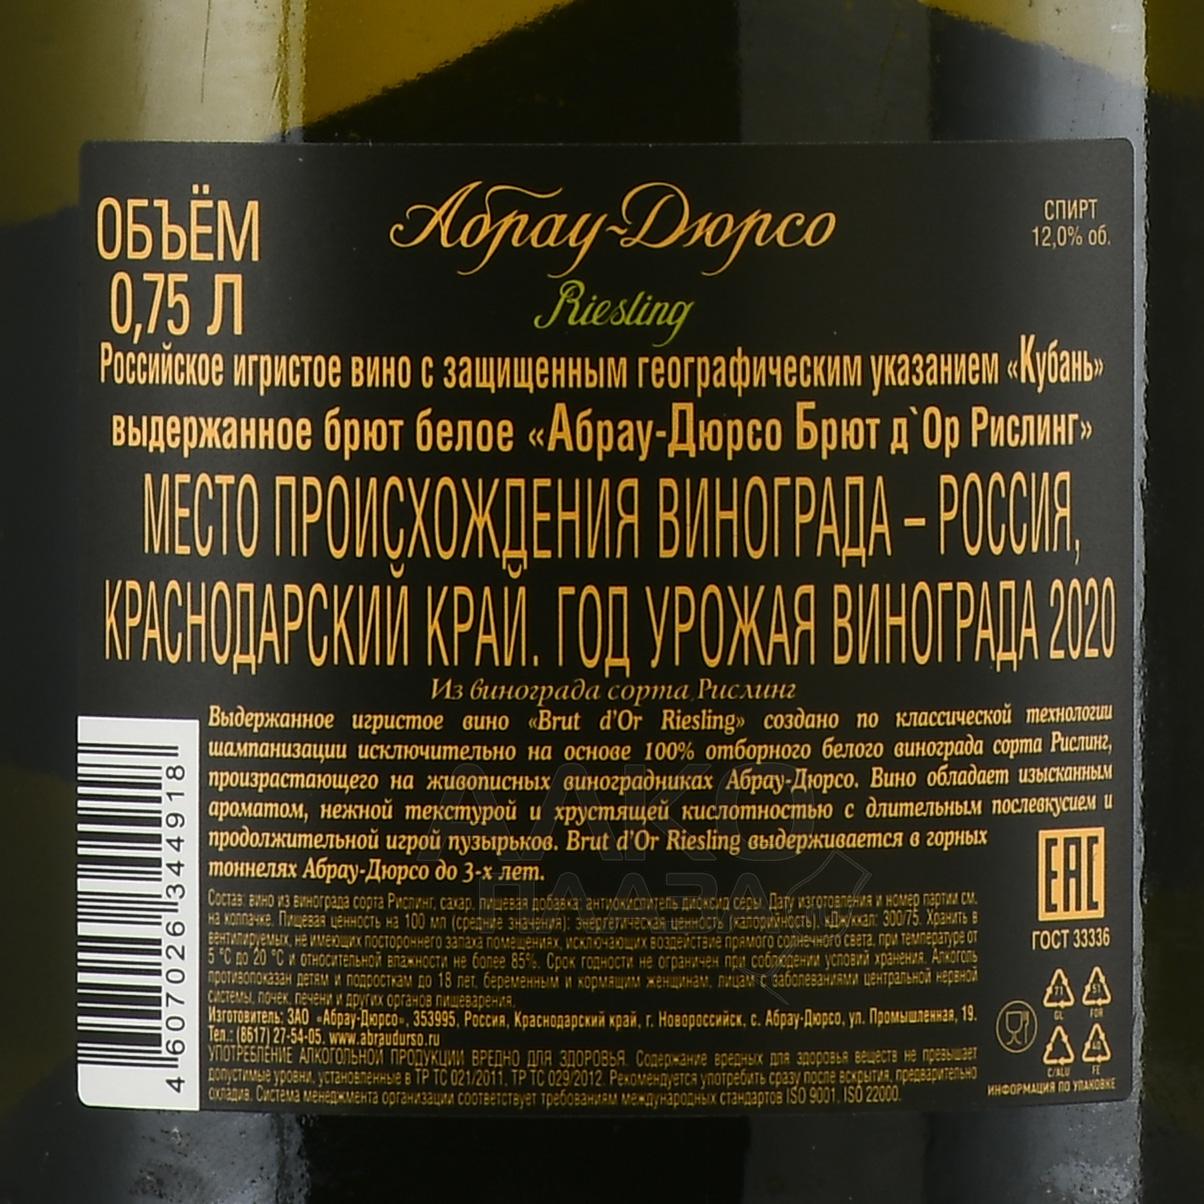 ОБЪЁМ
0,75 Л
Абрау-Дюрсо
Riesling
СПИРТ
12,0% об.
Российское игристое вино с защищенным географическим указанием «Кубань»
выдержанное брют белое «Абрау-Дюрсо Брют д`Ор Рислинг»
МЕСТО ПРОИСХОЖДЕНИЯ ВИНОГРАДА – РОССИЯ,
КРАСНОДАРСКИЙ КРАЙ. ГОД УРОЖАЯ ВИНОГРАДА 2020
Из винограда сорта Рислинг
Выдержанное игристое вино «Brut d’Or Riesling» создано по классической технологии
шампанизации исключительно на основе 100% отборного белого винограда сорта Рислинг,
произрастающего на живописных виноградниках Абрау-Дюрсо. Вино обладает изысканным
ароматом, нежной текстурой и хрустящей кислотностью с длительным послевкусием и
продолжительной игрой пузырьков. Brut d’Or Riesling выдерживается в горных
тоннелях Абрау-Дюрсо до 3-х лет.
Состав: вино из винограда сорта Рислинг, сахар, пищевая добавка: антиокислитель диоксид серы. Дату изготовления и номер партии см.
на колпачке. Пищевая ценность на 100 мл (средние значения): энергетическая ценность (калорийность), кДж/ккал: 300/75. Хранить в
вентилируемых, не имеющих постороннего запаха помещениях, исключающих воздействие прямого солнечного света, при температуре от
5 °С до 20 °С и относительной влажности не более 85%. Срок годности не ограничен при соблюдении условий хранения. Алкоголь
противопоказан детям и подросткам до 18 лет, беременным и кормящим женщинам, лицам с заболеваниями центральной нервной
системы, почек, печени и других органов пищеварения.
Изготовитель: ЗАО «Абрау-Дюрсо», 353995, Россия, Краснодарский край, г. Новороссийск, с. Абрау-Дюрсо, ул. Промышленная, 19.
Тел.: (8617) 27-54-05. www.abraudurso.ru
УПОТРЕБЛЕНИЕ АЛКОГОЛЬНОЙ ПРОДУКЦИИ ВРЕДНО ДЛЯ ЗДОРОВЬЯ. Содержание вредных для здоровья веществ не превышает
допустимые уровни, установленные в ТР ТС 021/2011, ТР ТС 029/2012. Рекомендуется употребить сразу после вскрытия, предварительно
охладив. Система менеджмента организации соответствует требованиям международных стандартов ISO 9001, ISO 22000.
4 607026 344918
ЕАС
ГОСТ 33336
71
GL
51
FOR
C/ALU
40
FE
ИНФОРМАЦИЯ ПО УПАКОВКЕ
АЛКО
ПЛАЗА